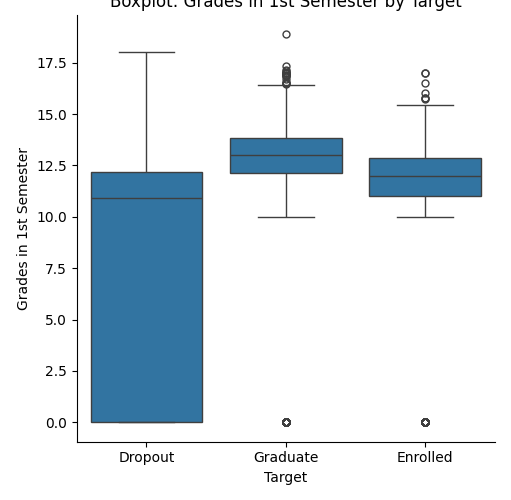 Boxplot: Grades in 1st Semester by Target
Grades in 1st Semester
17.5
15.0
12.5
10.0
7.5
5.0
2.5
0.0
Dropout
Graduate
Enrolled
Target